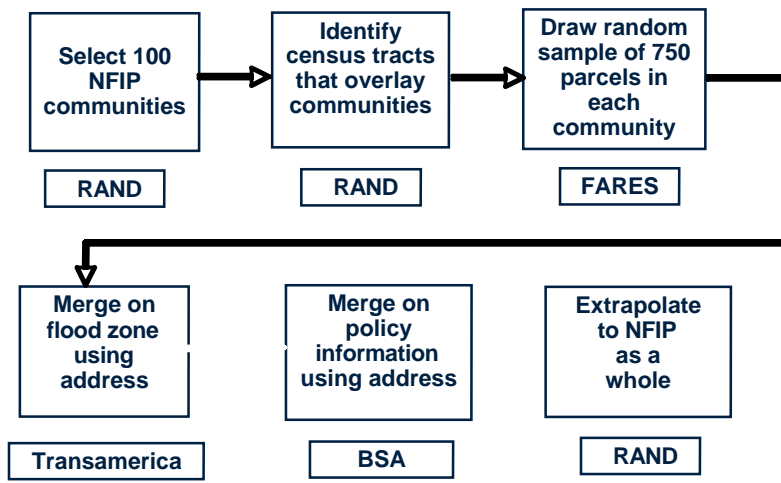 Select 100
NFIP
communities
Identify
census tracts
that overlay
communities
Draw random
sample of 750
parcels in
each
community
RAND
RAND
FARES
Merge on
flood zone
using
address
Merge on
policy
information
using address
Extrapolate
to NFIP
as a
whole
Transamerica
BSA
RAND